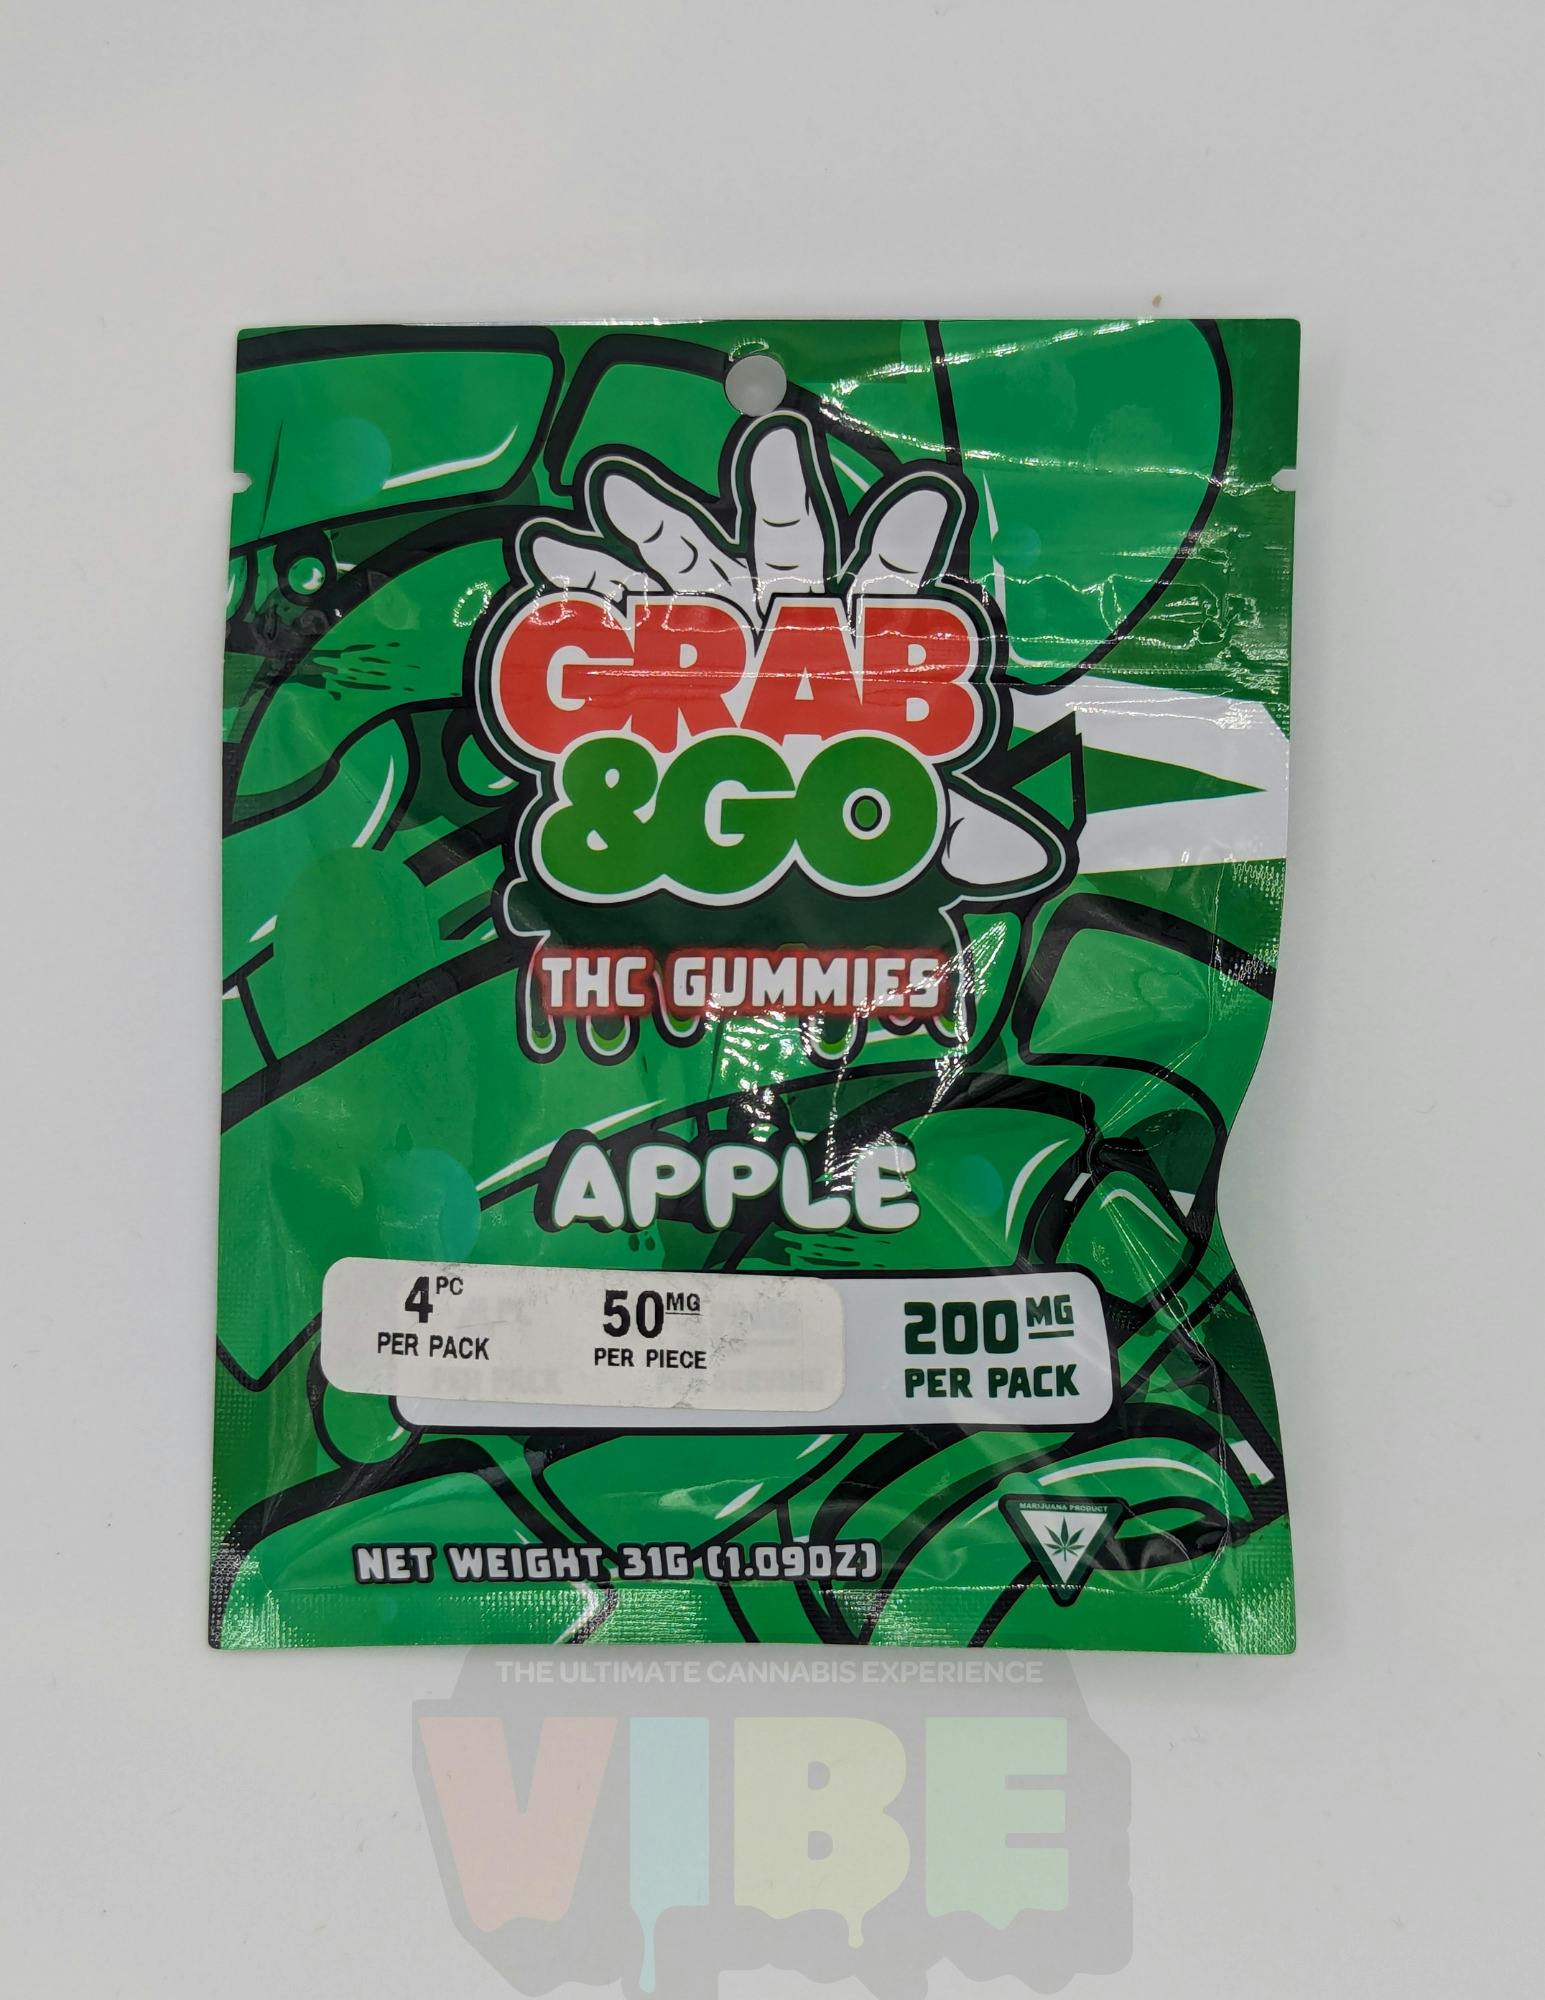 GRAB
&GO
THC GUMMIES
APPLE
4PC
PER PACK
50MG
PER PIECE
200MG
PER PACK
MARIJUANA PRODUCT
NET WEIGHT 31G (1.09OZ)
THE ULTIMATE CANNABIS EXPERIENCE
VIBE